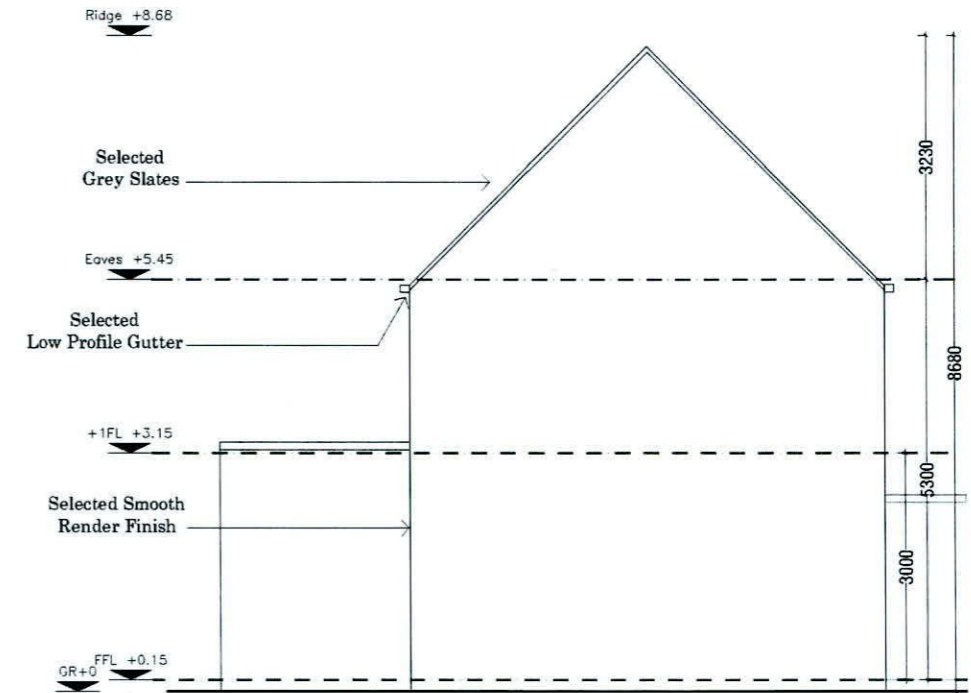 Ridge +8.68
Selected
Grey Slates
3230
Eaves +5.45
Selected
Low Profile Gutter
8680
+1FL +3.15
5300
Selected Smooth
Render Finish
3000
FFL +0.15
GR+0